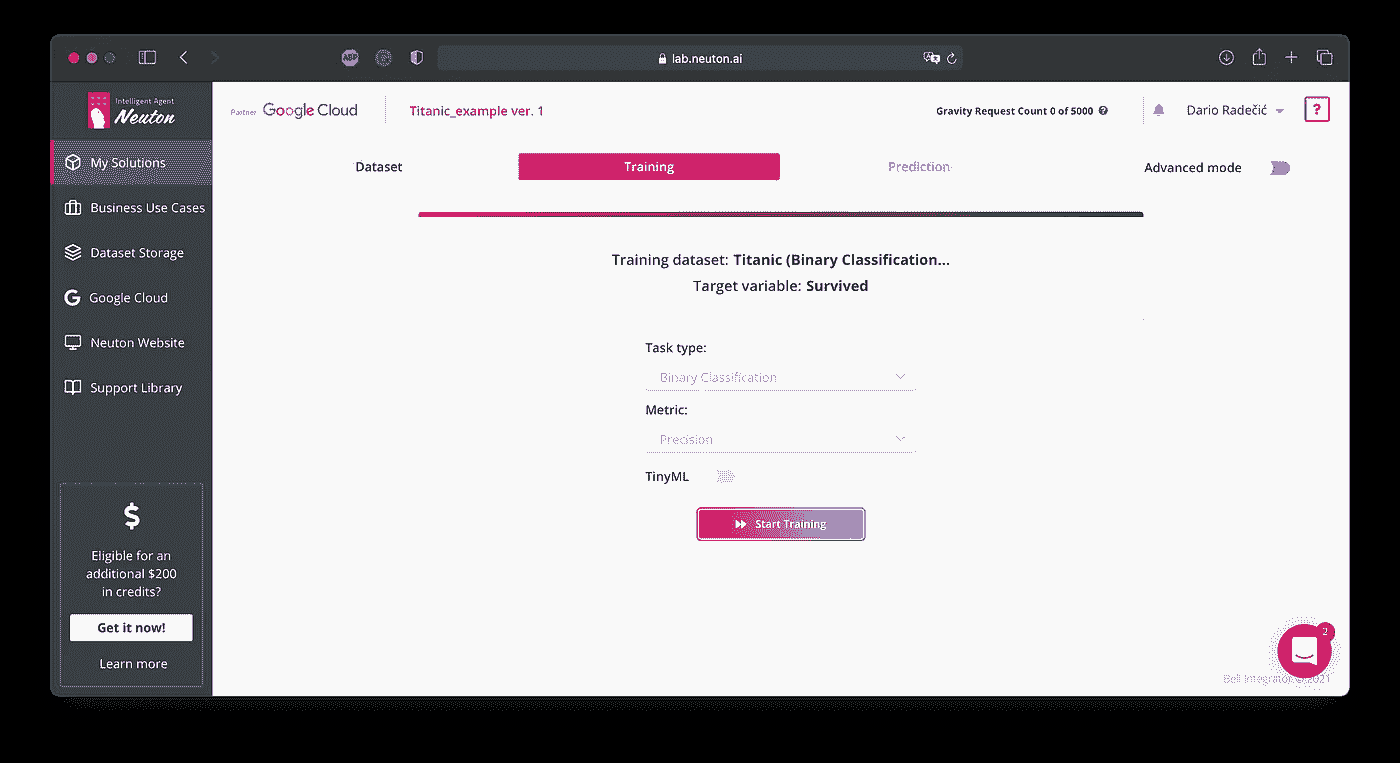 ABP
lab.neuton.ai
Intelligent Agent
Neuton
Partner Google Cloud
Titanic_example ver. 1
Gravity Request Count 0 of 5000
?
Dario Radečić
?
My Solutions
Business Use Cases
Dataset Storage
Google Cloud
Neuton Website
Support Library
$
Eligible for an
additional $200
in credits?
Get it now!
Learn more
Dataset
Training
Prediction
Advanced mode
Training dataset: Titanic (Binary Classification...
Target variable: Survived
Task type:
Binary Classification
Metric:
Precision
TinyML
Start Training
2
Bell Integrator © 2021